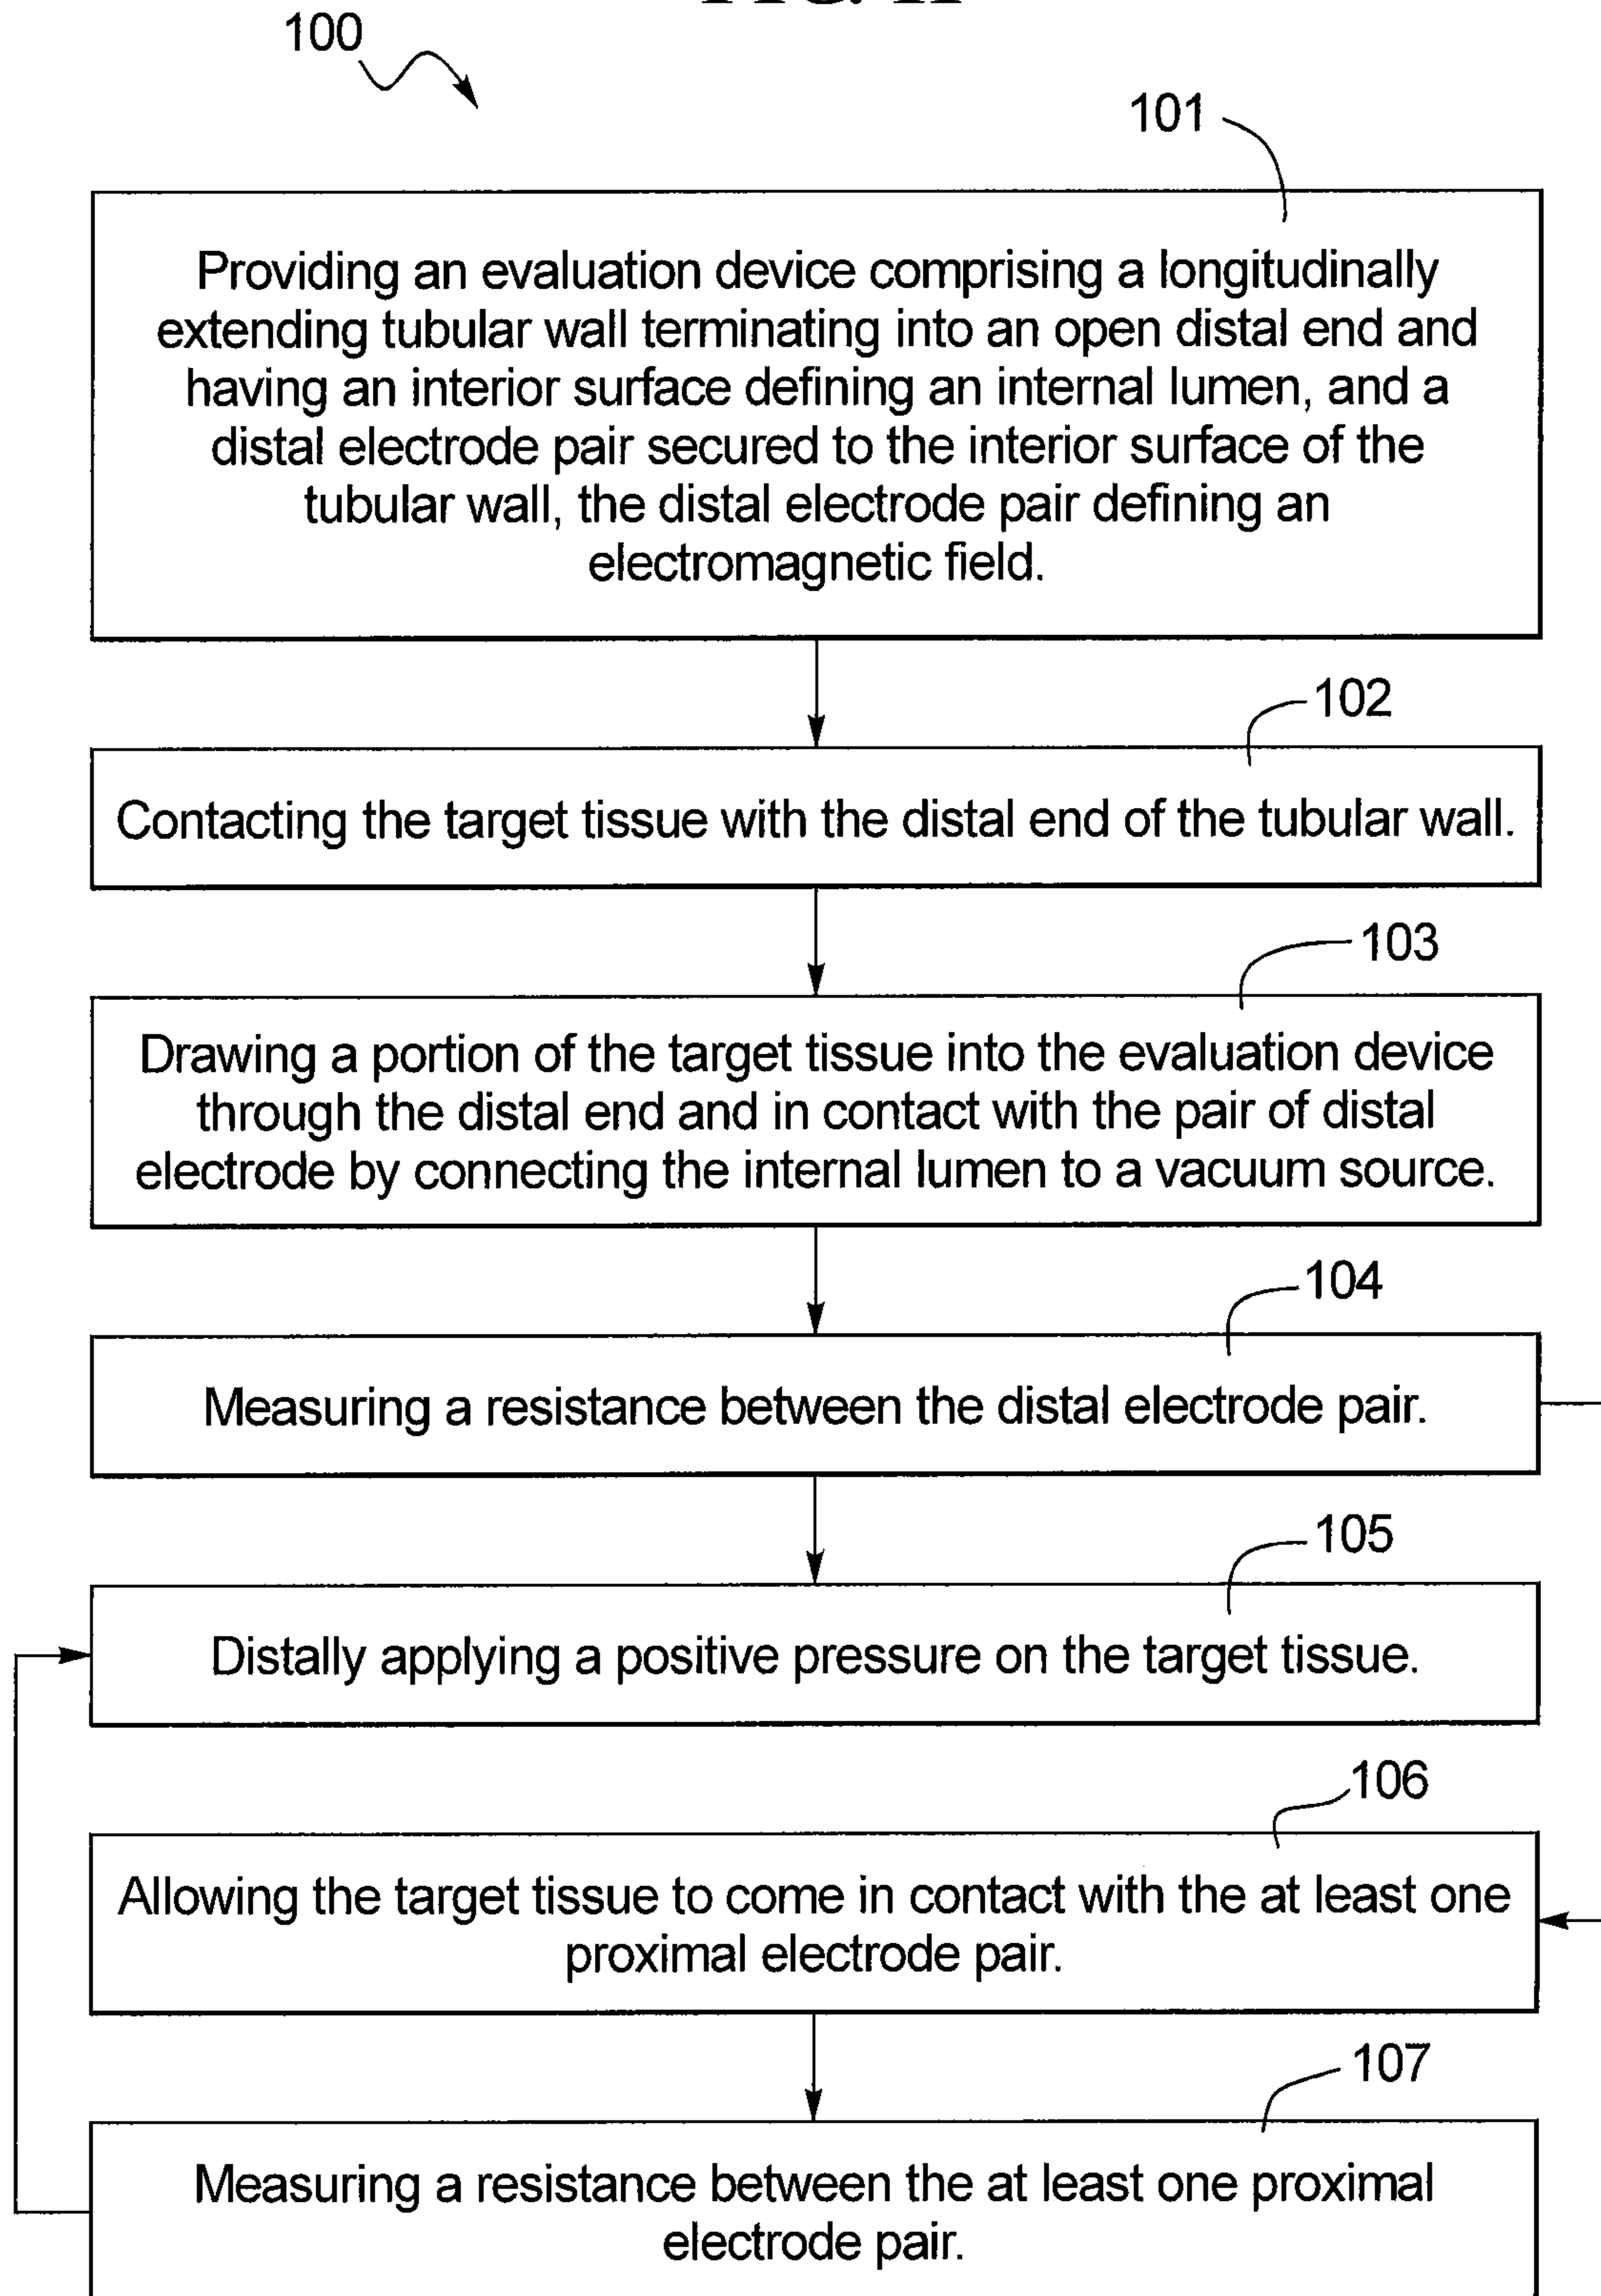 100
101
Providing an evaluation device comprising a longitudinally
extending tubular wall terminating into an open distal end and
having an interior surface defining an internal lumen, and a
distal electrode pair secured to the interior surface of the
tubular wall, the distal electrode pair defining an
electromagnetic field.
102
Contacting the target tissue with the distal end of the tubular wall.
103
Drawing a portion of the target tissue into the evaluation device
through the distal end and in contact with the pair of distal
electrode by connecting the internal lumen to a vacuum source.
104
Measuring a resistance between the distal electrode pair.
105
Distally applying a positive pressure on the target tissue.
106
Allowing the target tissue to come in contact with the at least one
proximal electrode pair.
107
Measuring a resistance between the at least one proximal
electrode pair.